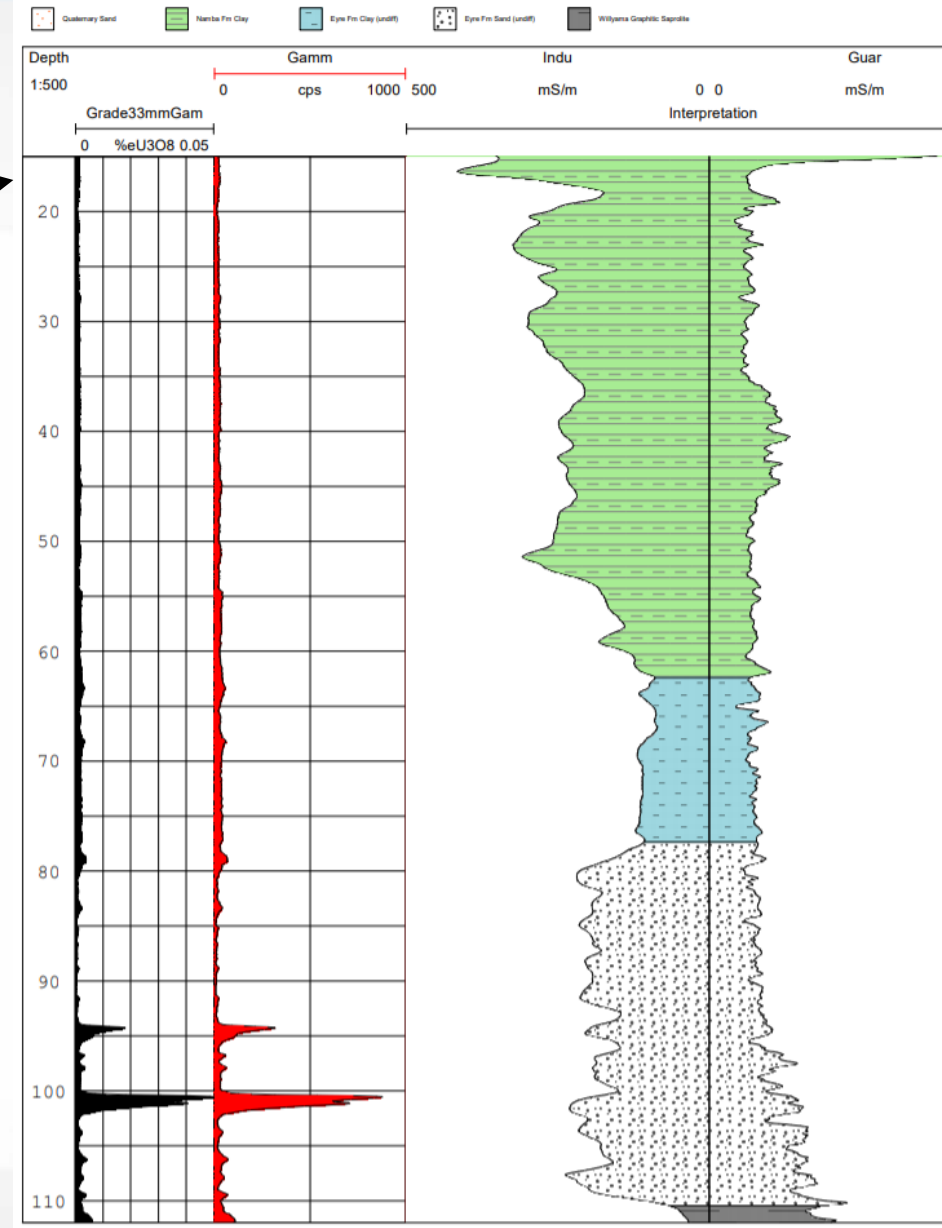 Quaternary Sand Namba Fm Clay Eyre Fm Clay (undiff) Eyre Fm Sand (undiff) Willyama Graphitic Saprolite
Depth Gamm Indu Guar
1:500 0 cps 1000 500 mS/m 0 0 mS/m
Grade33mmGam Interpretation
0 %eU3O8 0.05
20
30
40
50
60
70
80
90
100
110